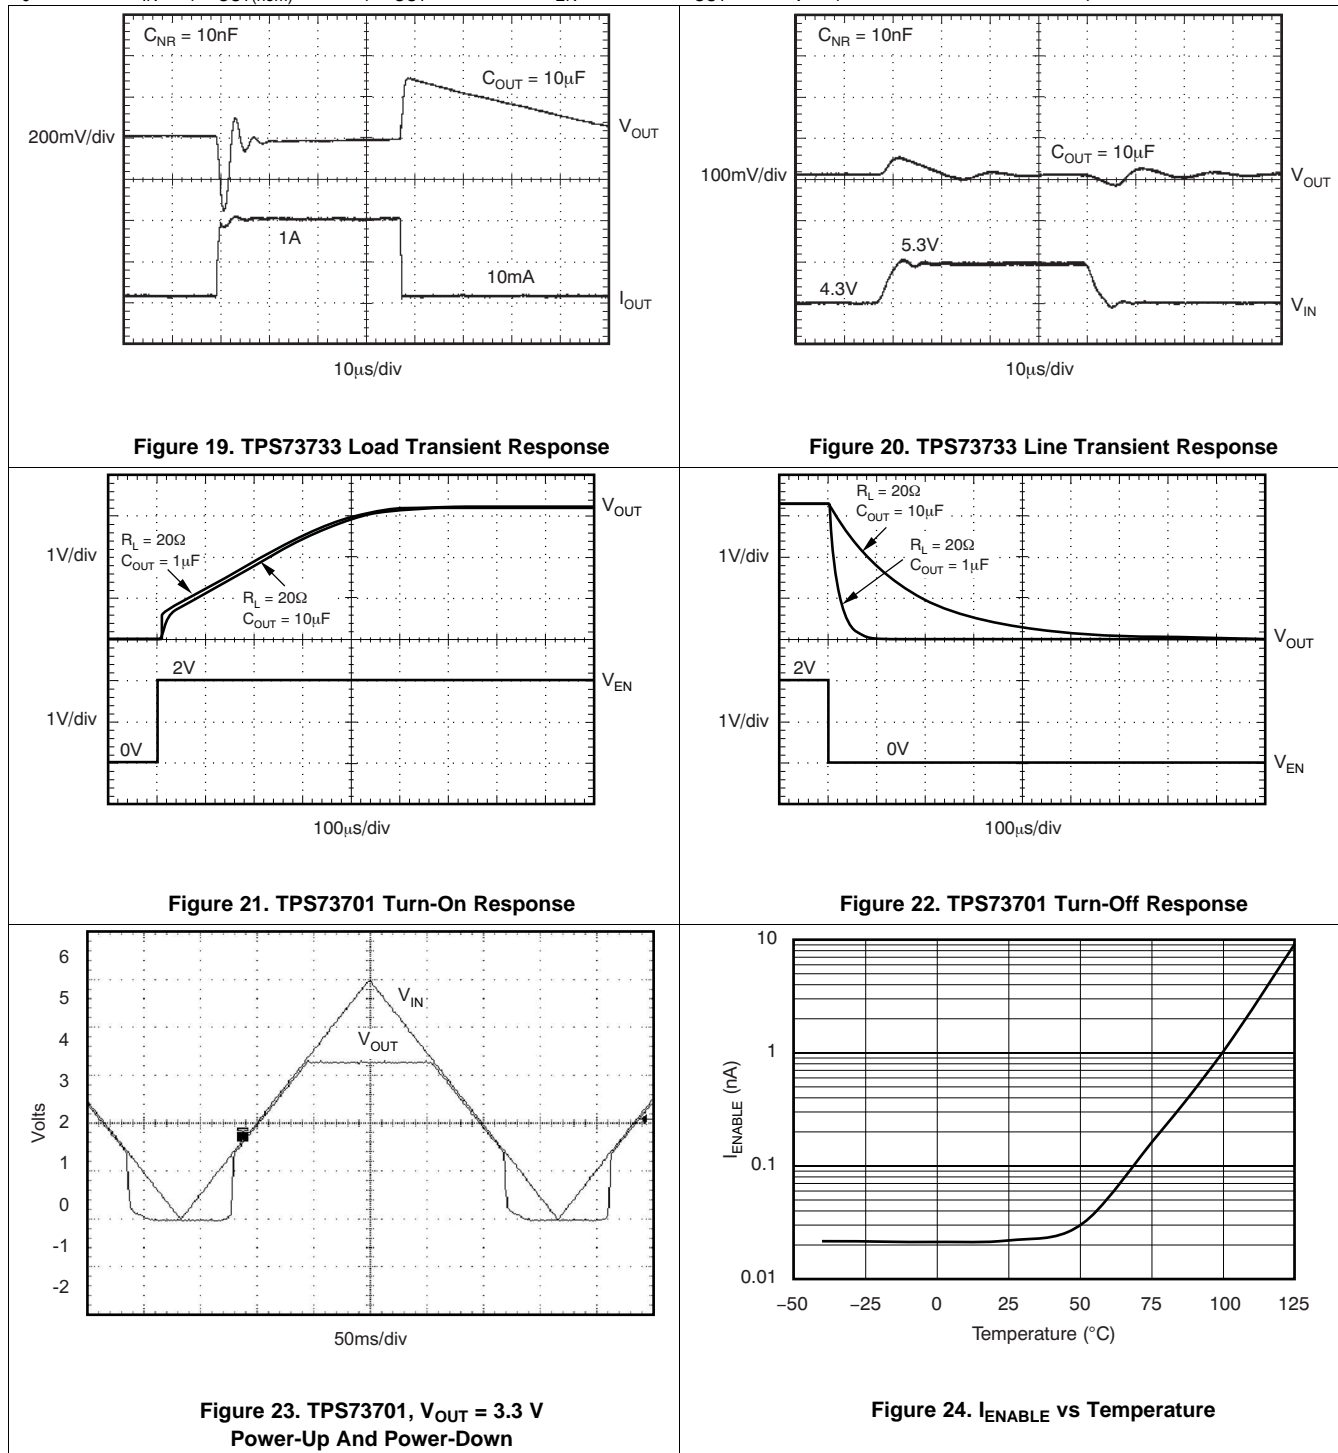 C_NR = 10nF
C_OUT = 10μF
200mV/div
V_OUT
1A
10mA
I_OUT
10μs/div
Figure 19. TPS73733 Load Transient Response
C_NR = 10nF
C_OUT = 10μF
100mV/div
V_OUT
5.3V
4.3V
V_IN
10μs/div
Figure 20. TPS73733 Line Transient Response
V_OUT
1V/div
R_L = 20Ω
C_OUT = 1μF
R_L = 20Ω
C_OUT = 10μF
2V
V_EN
1V/div
0V
100μs/div
Figure 21. TPS73701 Turn-On Response
R_L = 20Ω
C_OUT = 10μF
1V/div
R_L = 20Ω
C_OUT = 1μF
V_OUT
2V
1V/div
0V
V_EN
100μs/div
Figure 22. TPS73701 Turn-Off Response
6
5
4
3
2
1
0
-1
-2
Volts
V_IN
V_OUT
50ms/div
Figure 23. TPS73701, V_OUT = 3.3 V
Power-Up And Power-Down
10
1
0.1
0.01
I_ENABLE (nA)
−50 −25 0 25 50 75 100 125
Temperature (°C)
Figure 24. I_ENABLE vs Temperature